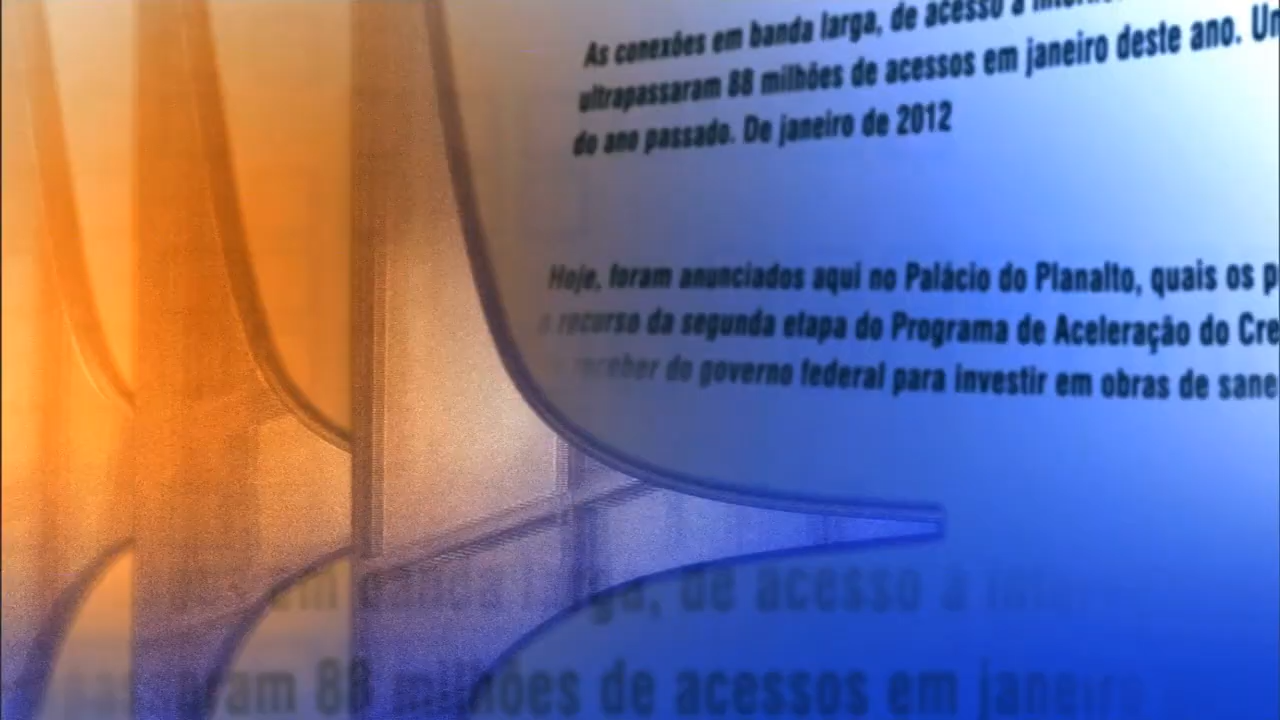 As conexões em banda larga, de acesso à
ultrapassaram 88 milhões de acessos em janeiro deste ano.
do ano passado. De janeiro de 2012
Hoje, foram anunciados aqui no Palácio do Planalto, quais os
recurso da segunda etapa do Programa de Aceleração do
receber do governo federal para investir em obras de
em banda larga, de acesso à
88 milhões de acessos em janeiro